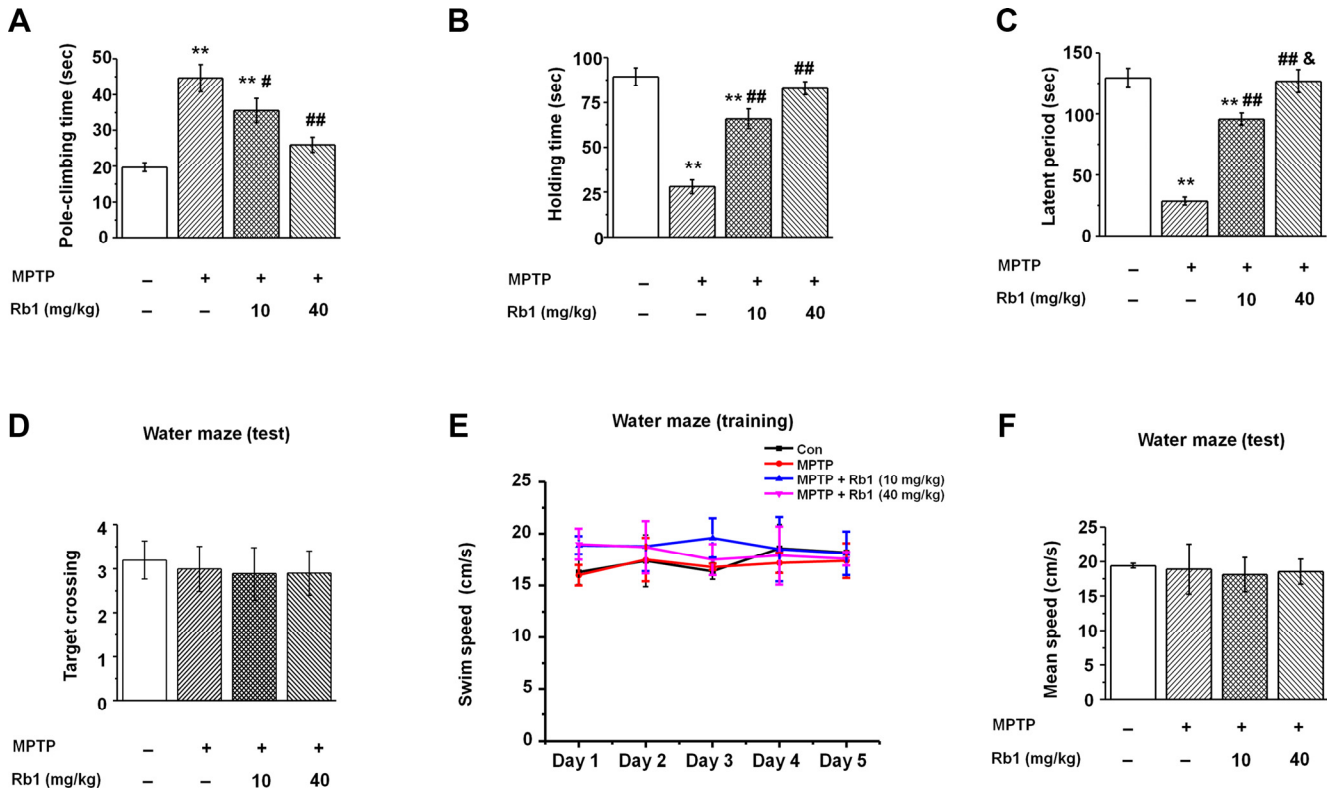 A
Pole-climbing time (sec)
50
40
30
20
10
0
**
** #
##
MPTP – + + +
Rb1 (mg/kg) – – 10 40
B
Holding time (sec)
100
75
50
25
0
**
** ##
##
MPTP – + + +
Rb1 (mg/kg) – – 10 40
C
Latent period (sec)
150
100
50
0
**
** ##
## &
MPTP – + + +
Rb1 (mg/kg) – – 10 40
D
Water maze (test)
Target crossing
4
3
2
1
0
MPTP – + + +
Rb1 (mg/kg) – – 10 40
E
Water maze (training)
Con
MPTP
MPTP + Rb1 (10 mg/kg)
MPTP + Rb1 (40 mg/kg)
Swim speed (cm/s)
25
20
15
10
5
0
Day 1 Day 2 Day 3 Day 4 Day 5
F
Water maze (test)
Mean speed (cm/s)
25
20
15
10
5
0
MPTP – + + +
Rb1 (mg/kg) – – 10 40